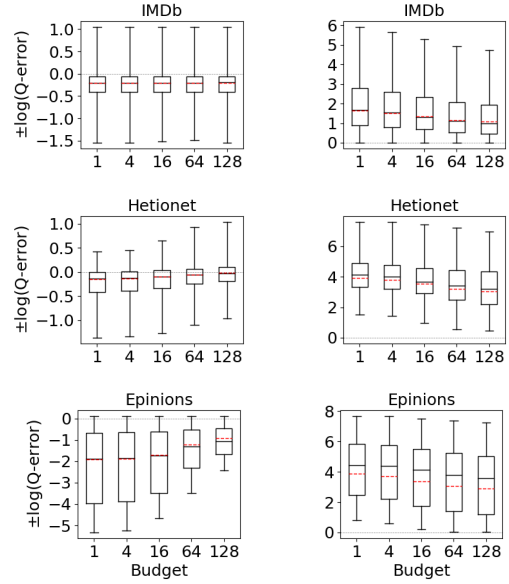 IMDb
±log(Q-error)
1.0
0.5
0.0
−0.5
−1.0
−1.5
1 4 16 64 128
IMDb
6
5
4
3
2
1
0
1 4 16 64 128
Hetionet
±log(Q-error)
1.0
0.5
0.0
−0.5
−1.0
1 4 16 64 128
Hetionet
6
4
2
0
1 4 16 64 128
Epinions
±log(Q-error)
0
−1
−2
−3
−4
−5
1 4 16 64 128
Budget
Epinions
8
6
4
2
0
1 4 16 64 128
Budget